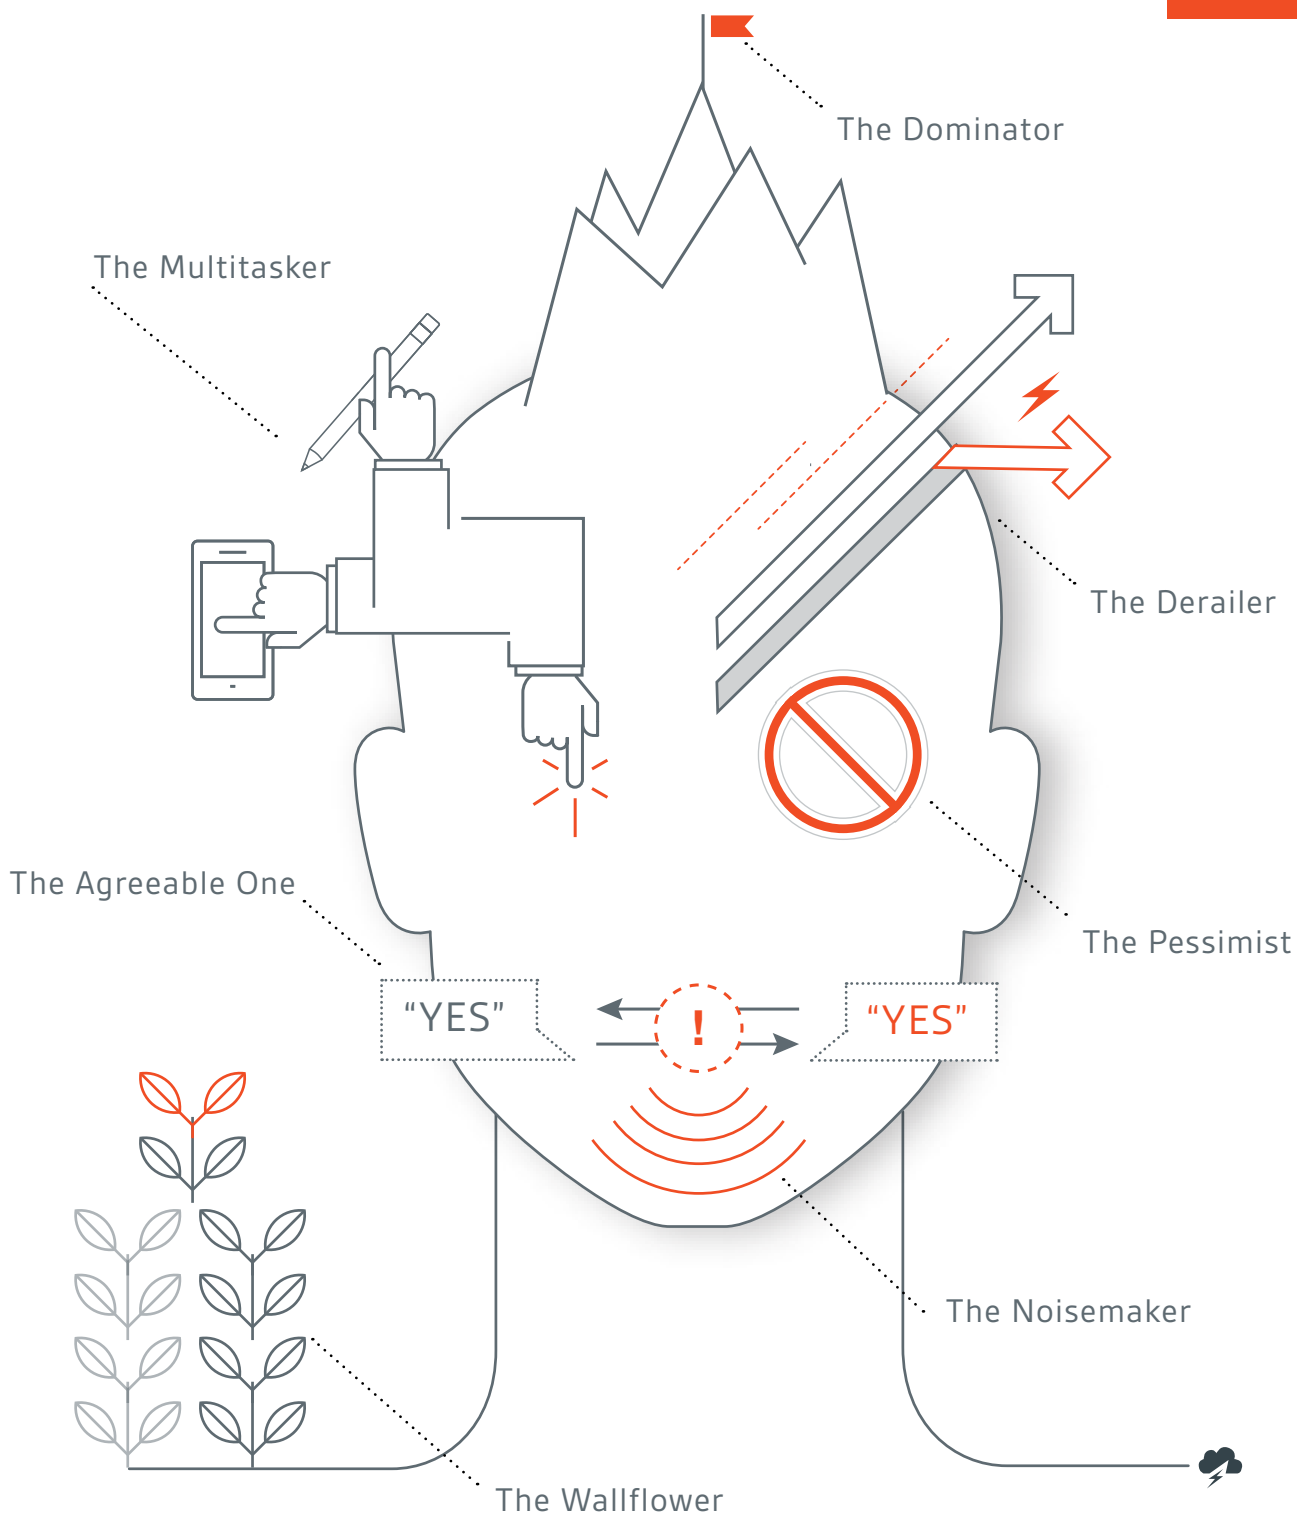 The Dominator
The Multitasker
The Derailer
The Agreeable One
The Pessimist
“YES”
!
“YES”
The Noisemaker
The Wallflower